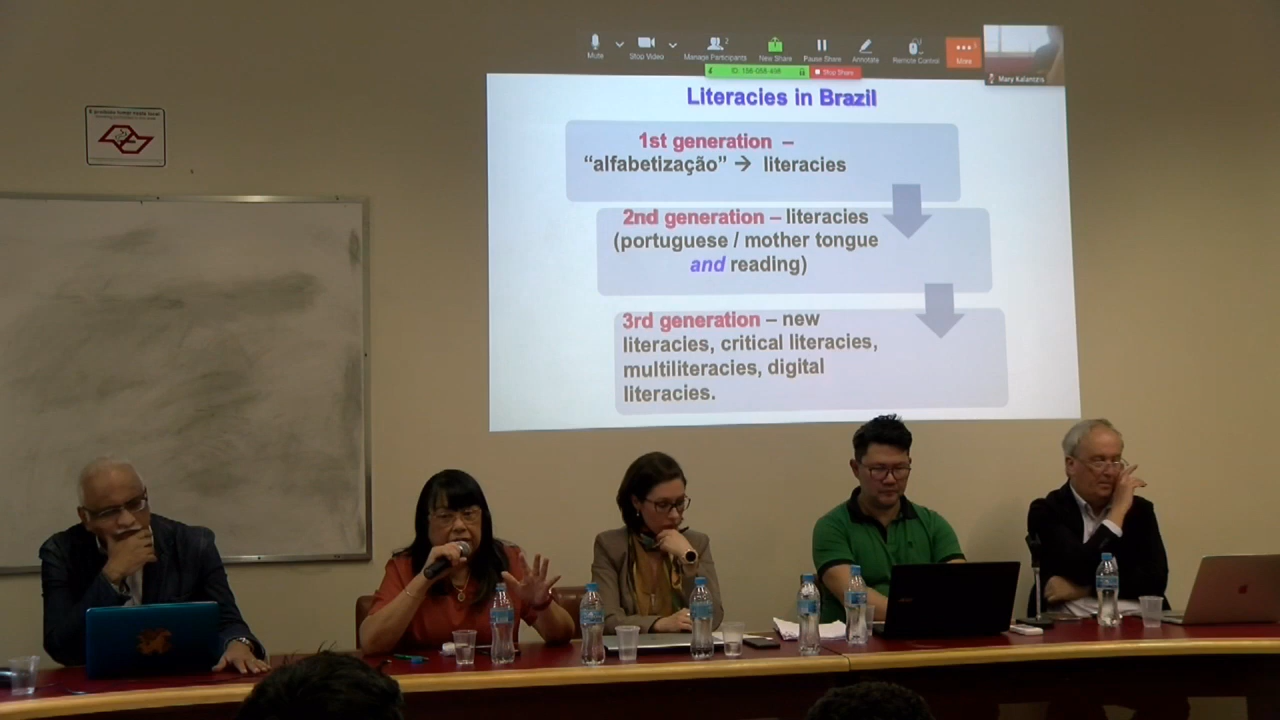 Mute
Stop Video
Manage Participants
2
New Share
Pause Share
Annotate
Remote Control
More
Stop Share
Mary Kalantzis
Literacies in Brazil
1st generation –
“alfabetização” → literacies
2nd generation – literacies
(portuguese / mother tongue
and reading)
3rd generation – new
literacies, critical literacies,
multiliteracies, digital
literacies.